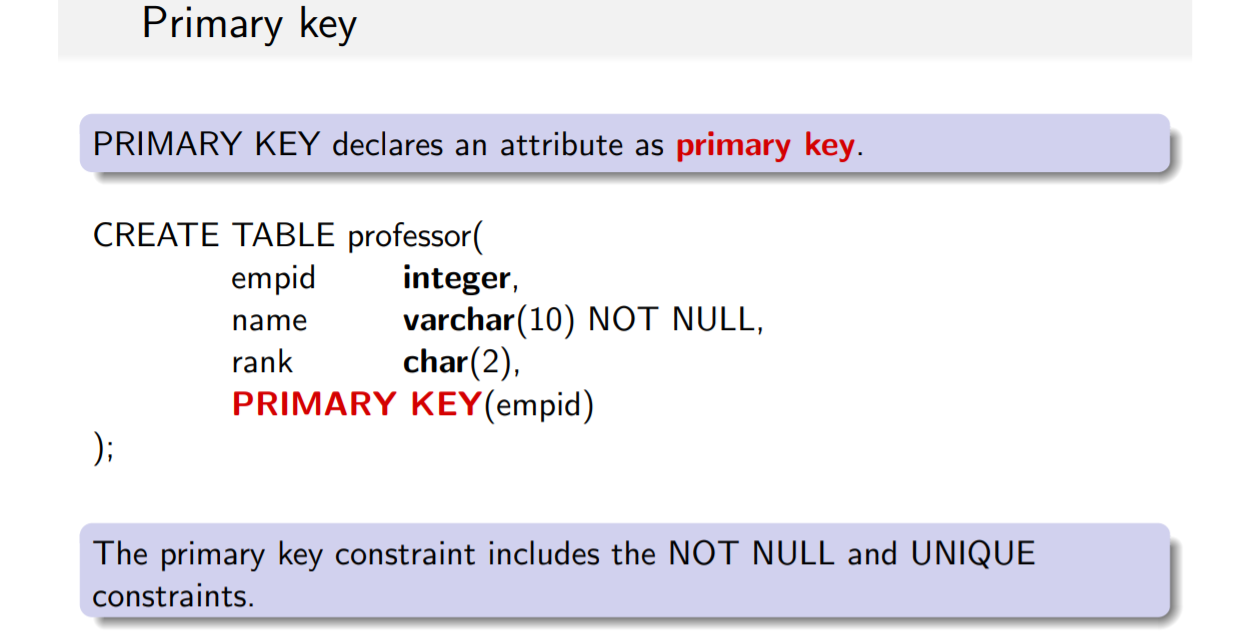 Primary key
PRIMARY KEY declares an attribute as primary key.
CREATE TABLE professor(
empid integer,
name varchar(10) NOT NULL,
rank char(2),
PRIMARY KEY(empid)
);
The primary key constraint includes the NOT NULL and UNIQUE
constraints.